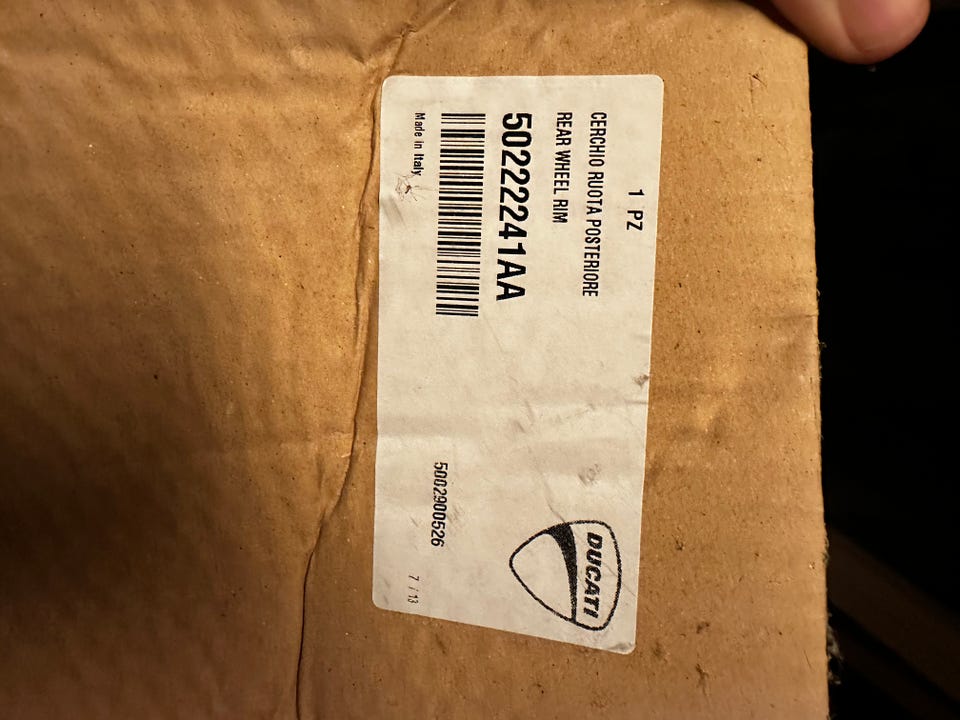 1 PZ
CERCHIO RUOTA POSTERIORE
REAR WHEEL RIM
50222241AA
Made in Italy
DUCATI
5002900526
7 / 13